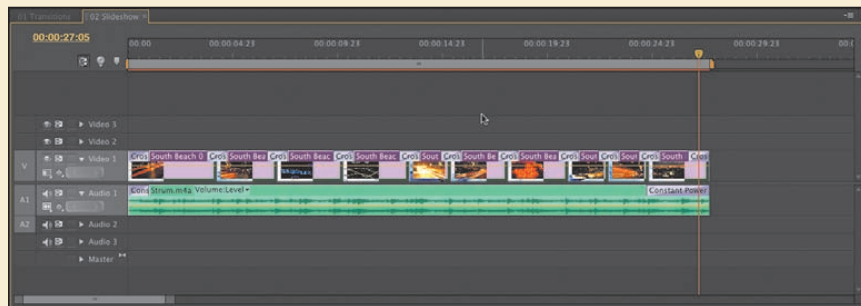 01 Transitions 02 Slideshow
00:00:27:05
00:00 00:00:04:23 00:00:09:23 00:00:14:23 00:00:19:23 00:00:24:23 00:00:29:23 00:(
Video 3
Video 2
V Video 1 Cros South Beach 0 Cros South Bea Cros South Beac Cros South Beac Cros Sout Cros South Be Cros South Bea Cros Sout Cros Sour Cros South Cros
A1 Audio 1 Cons Strum.m4a Volume:Level Constant Power
A2 Audio 2
Audio 3
Master